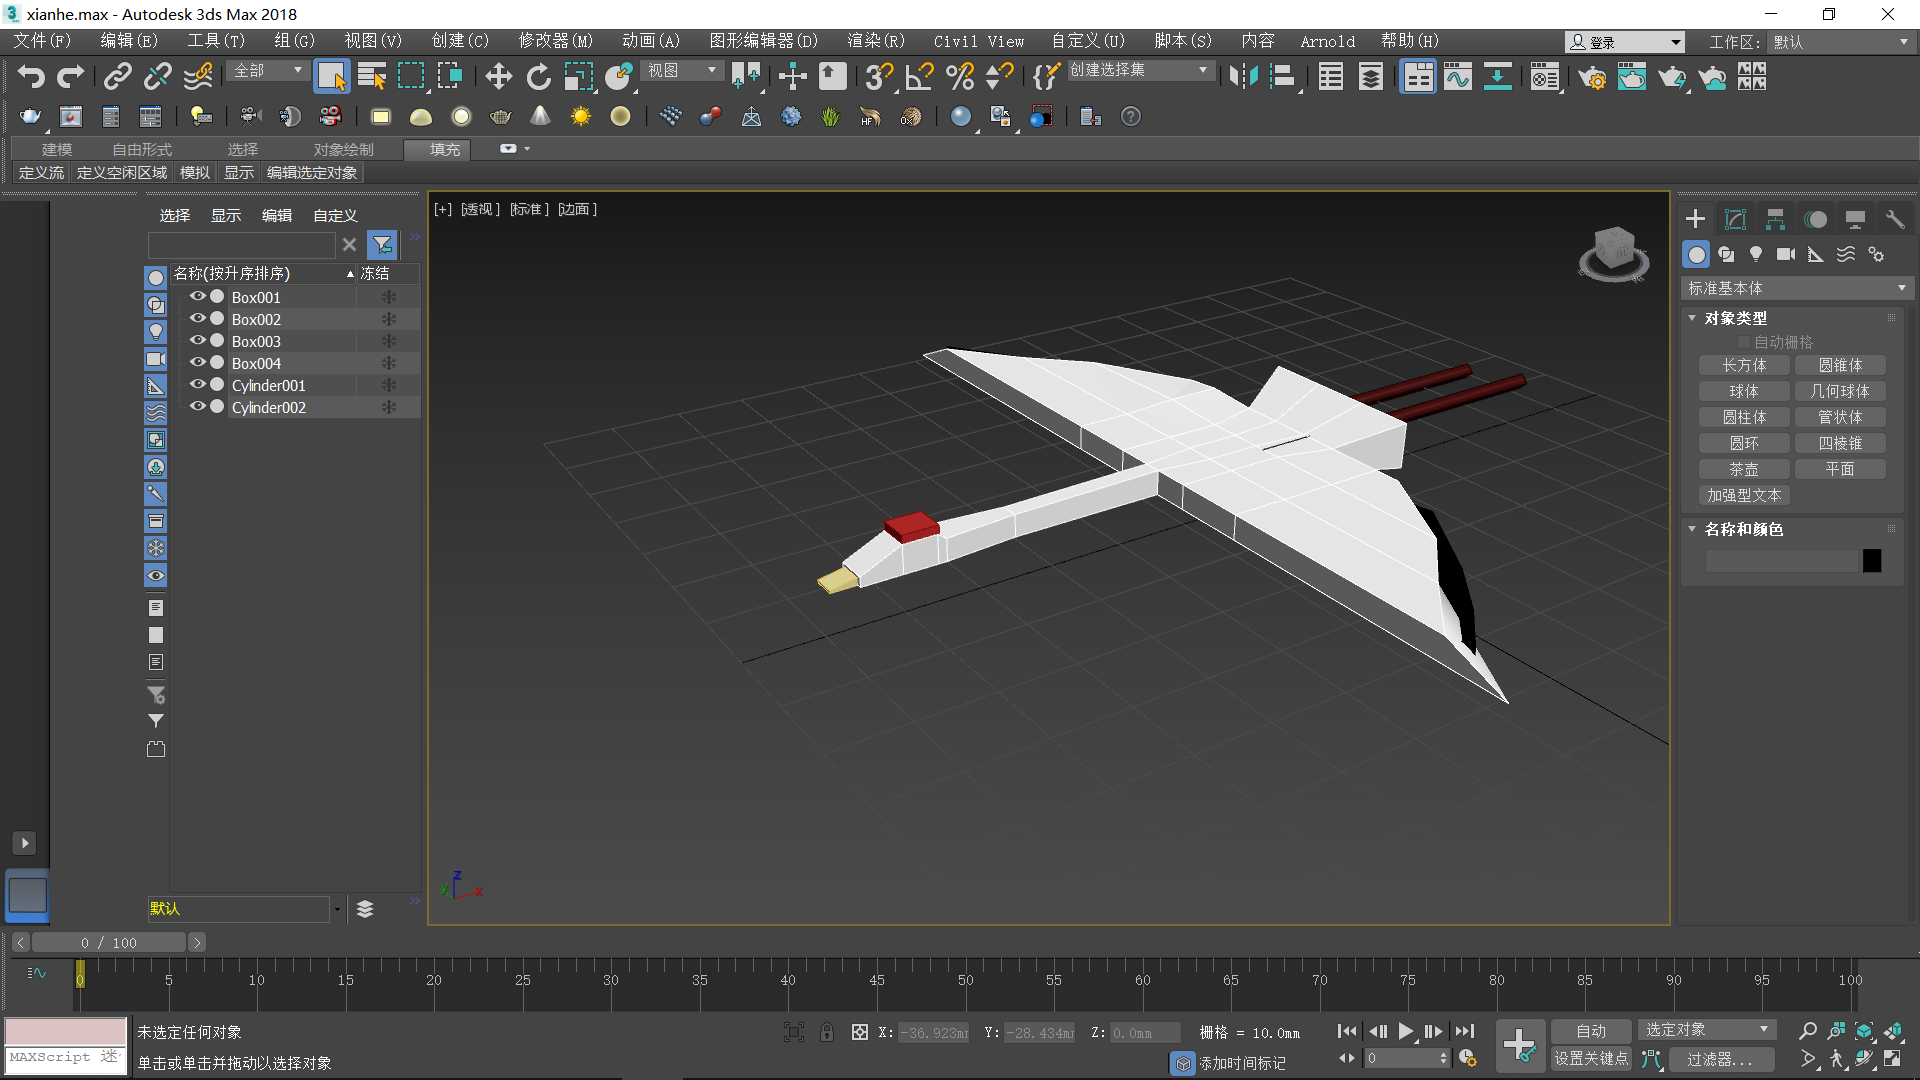 xianhe.max - Autodesk 3ds Max 2018
文件(F) 编辑(E) 工具(T) 组(G) 视图(V) 创建(C) 修改器(M) 动画(A) 图形编辑器(D) 渲染(R) Civil View 自定义(U) 脚本(S) 内容 Arnold 帮助(H) 登录 工作区: 默认
全部 视图 创建选择集
建模 自由形式 选择 对象绘制 填充
定义流 定义空闲区域 模拟 显示 编辑选定对象
选择 显示 编辑 自定义
[+] [透视] [标准] [边面]
名称(按升序排序) 冻结
Box001
Box002
Box003
Box004
Cylinder001
Cylinder002
标准基本体
对象类型
自动栅格
长方体 圆锥体
球体 几何球体
圆柱体 管状体
圆环 四棱锥
茶壶 平面
加强型文本
名称和颜色
z
y x
默认
0 / 100
0 5 10 15 20 25 30 35 40 45 50 55 60 65 70 75 80 85 90 95 100
未选定任何对象 X: -36.923mm Y: -28.434mm Z: 0.0mm 栅格 = 10.0mm 自动 选定对象
MAXScript 迷 单击或单击并拖动以选择对象 添加时间标记 0 设置关键点 过滤器...